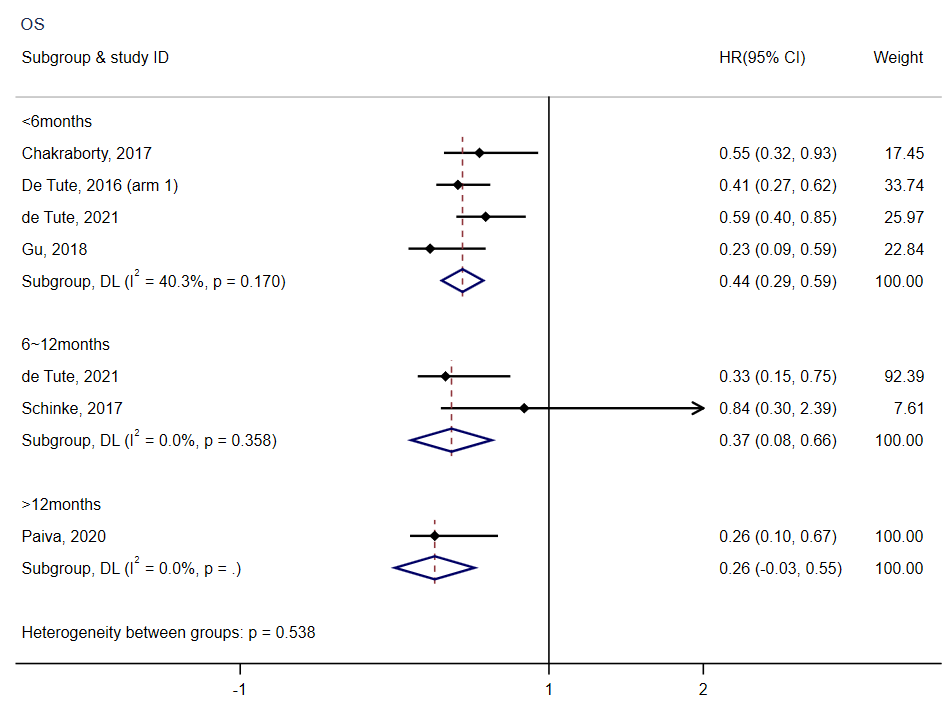 OS
Subgroup & study ID HR(95% CI) Weight
<6months
Chakraborty, 2017 0.55 (0.32, 0.93) 17.45
De Tute, 2016 (arm 1) 0.41 (0.27, 0.62) 33.74
de Tute, 2021 0.59 (0.40, 0.85) 25.97
Gu, 2018 0.23 (0.09, 0.59) 22.84
Subgroup, DL (I² = 40.3%, p = 0.170) 0.44 (0.29, 0.59) 100.00
6~12months
de Tute, 2021 0.33 (0.15, 0.75) 92.39
Schinke, 2017 0.84 (0.30, 2.39) 7.61
Subgroup, DL (I² = 0.0%, p = 0.358) 0.37 (0.08, 0.66) 100.00
>12months
Paiva, 2020 0.26 (0.10, 0.67) 100.00
Subgroup, DL (I² = 0.0%, p = .) 0.26 (-0.03, 0.55) 100.00
Heterogeneity between groups: p = 0.538
-1 1 2